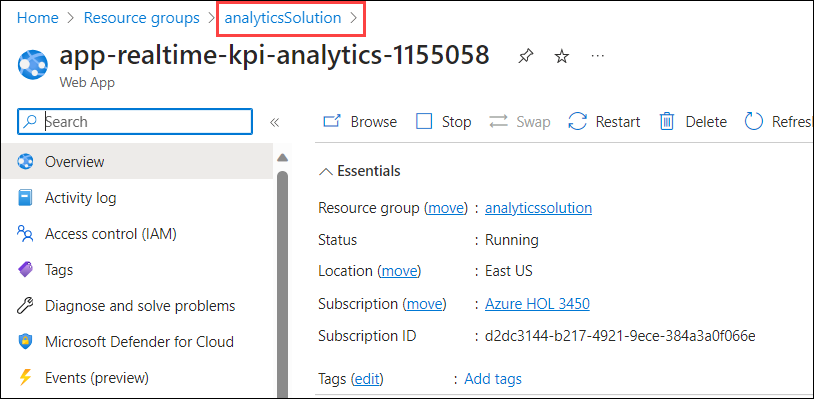 Home > Resource groups > analyticsSolution >
app-realtime-kpi-analytics-1155058 ...
Web App
Search «
Browse Stop Swap Restart Delete Refresh
Overview
Activity log
Access control (IAM)
Tags
Diagnose and solve problems
Microsoft Defender for Cloud
Events (preview)
Essentials
Resource group (move) : analyticssolution
Status : Running
Location (move) : East US
Subscription (move) : Azure HOL 3450
Subscription ID : d2dc3144-b217-4921-9ece-384a3a0f066e
Tags (edit) : Add tags